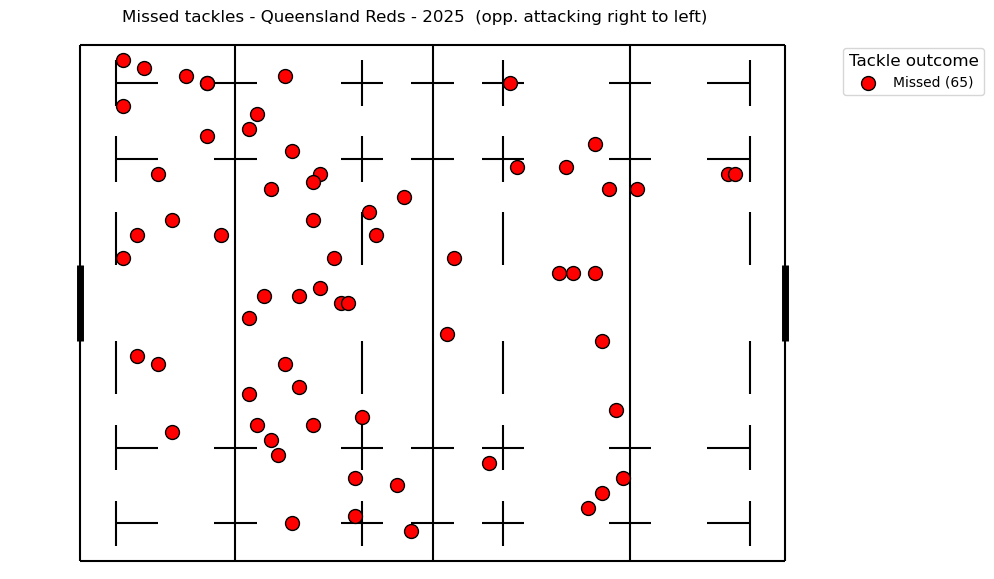 Missed tackles - Queensland Reds - 2025  (opp. attacking right to left)
Tackle outcome
Missed (65)